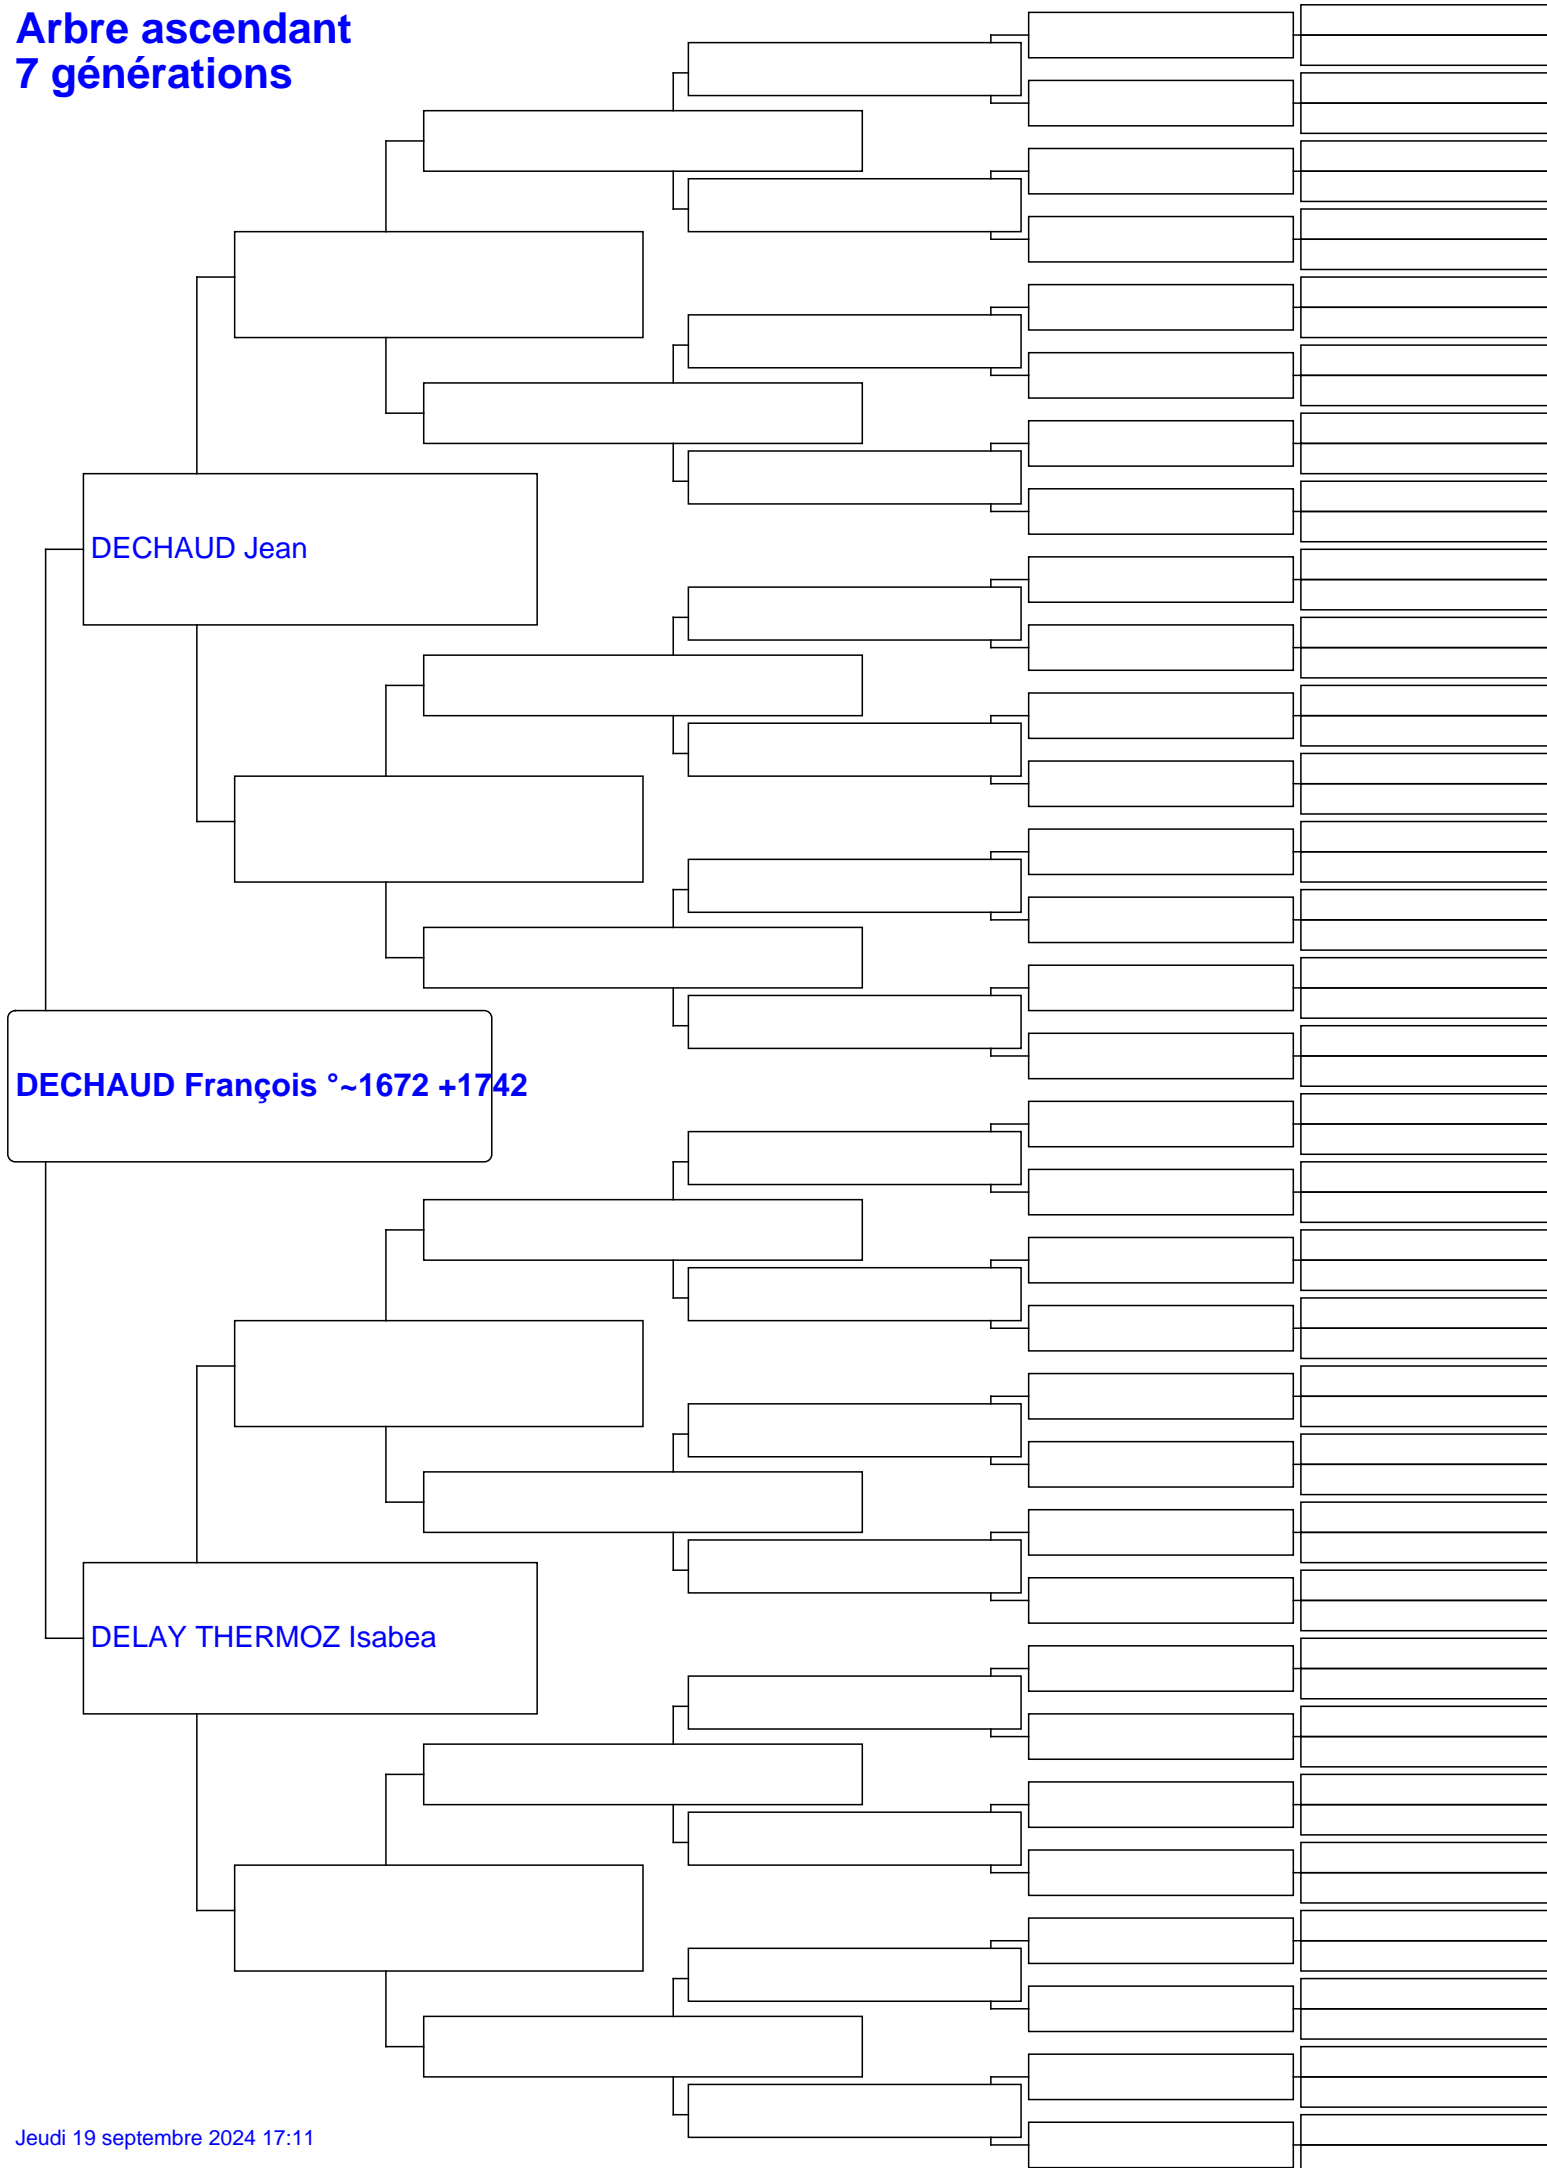 Arbre ascendant
7 générations
DECHAUD Jean
DECHAUD François °~1672 +1742
DELAY THERMOZ Isabea
Jeudi 19 septembre 2024 17:11